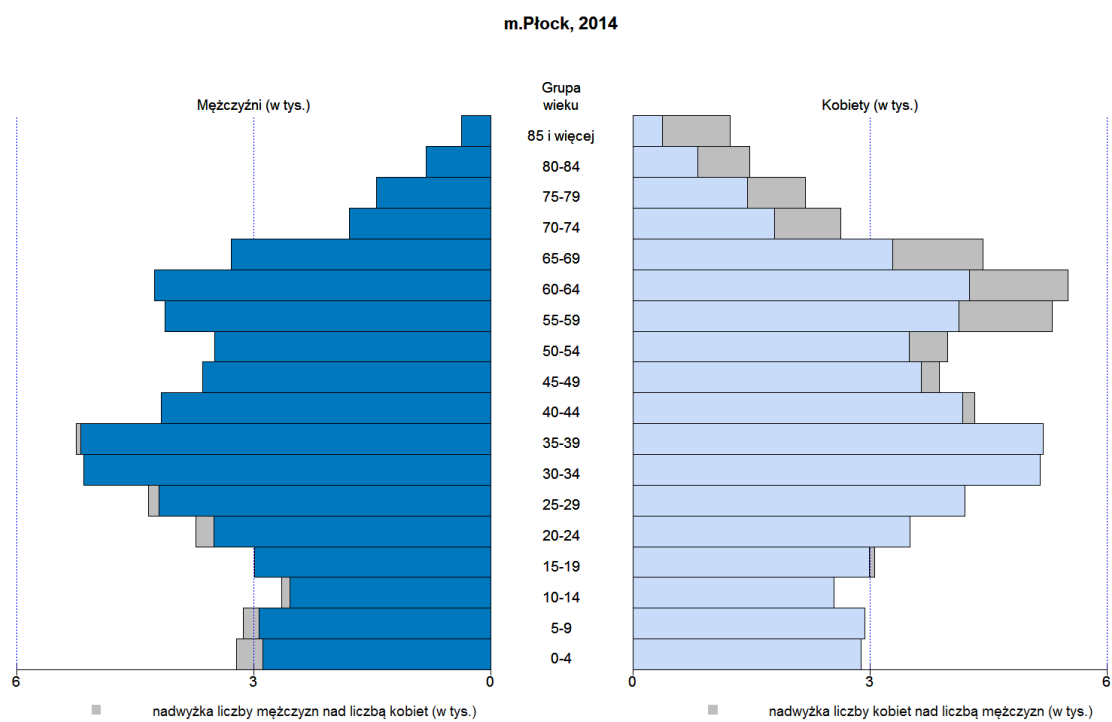 m.Płock, 2014
Grupa
wieku
Mężczyźni (w tys.)
Kobiety (w tys.)
85 i więcej
80-84
75-79
70-74
65-69
60-64
55-59
50-54
45-49
40-44
35-39
30-34
25-29
20-24
15-19
10-14
5-9
0-4
6 3 0 0 3 6
nadwyżka liczby mężczyzn nad liczbą kobiet (w tys.)
nadwyżka liczby kobiet nad liczbą mężczyzn (w tys.)